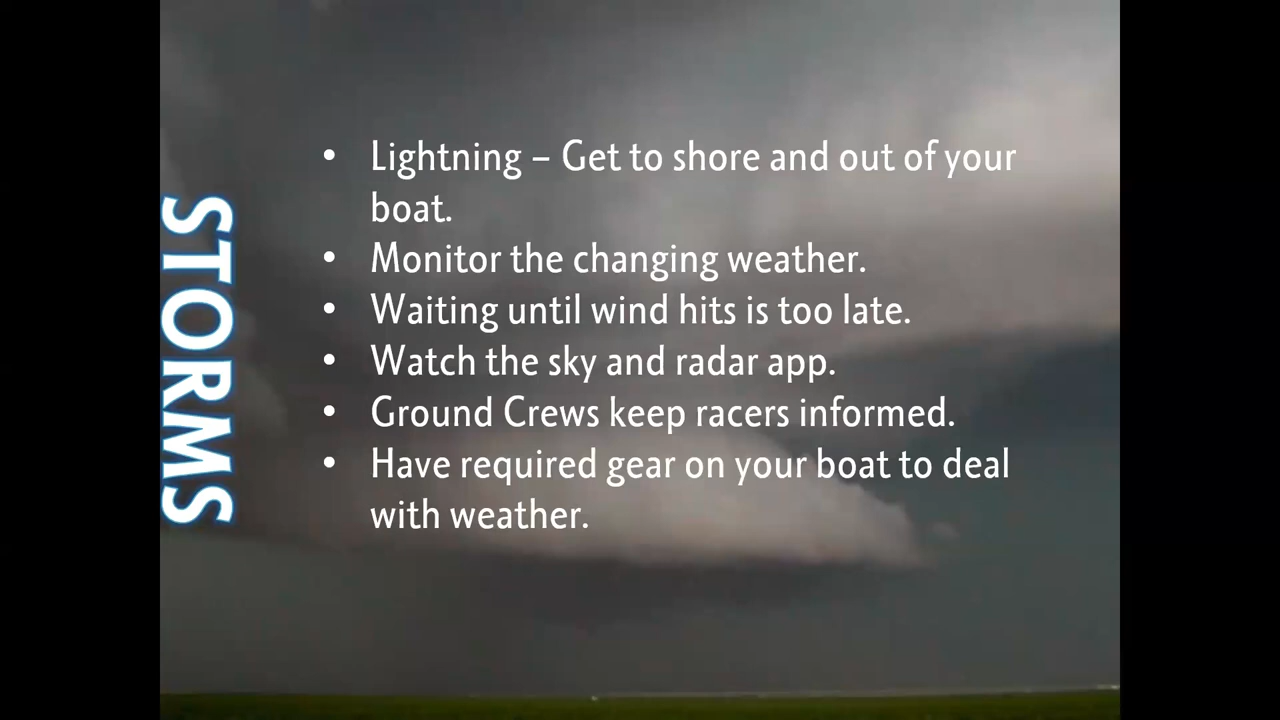 STORMS
• Lightning – Get to shore and out of your
boat.
• Monitor the changing weather.
• Waiting until wind hits is too late.
• Watch the sky and radar app.
• Ground Crews keep racers informed.
• Have required gear on your boat to deal
with weather.